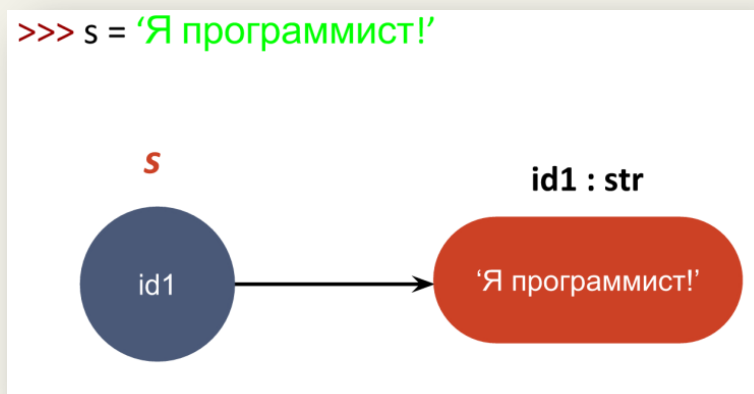 >>> s = ‘Я программист!’
s
id1 : str
id1
‘Я программист!’